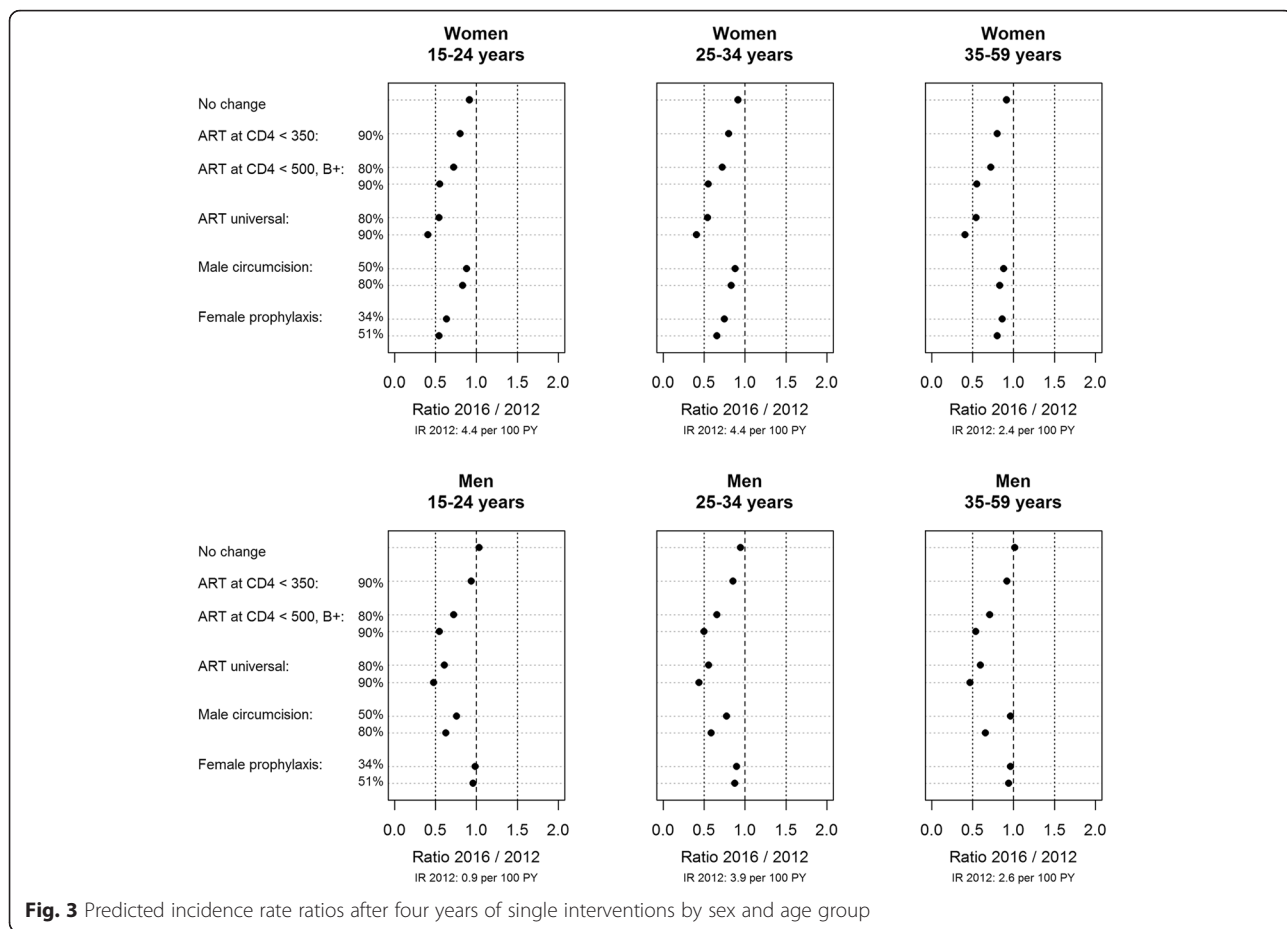 Women
15-24 years
Women
25-34 years
Women
35-59 years
No change
ART at CD4 < 350: 90%
ART at CD4 < 500, B+: 80%
90%
ART universal: 80%
90%
Male circumcision: 50%
80%
Female prophylaxis: 34%
51%
0.0 0.5 1.0 1.5 2.0
Ratio 2016 / 2012
IR 2012: 4.4 per 100 PY
0.0 0.5 1.0 1.5 2.0
Ratio 2016 / 2012
IR 2012: 4.4 per 100 PY
0.0 0.5 1.0 1.5 2.0
Ratio 2016 / 2012
IR 2012: 2.4 per 100 PY
Men
15-24 years
Men
25-34 years
Men
35-59 years
No change
ART at CD4 < 350: 90%
ART at CD4 < 500, B+: 80%
90%
ART universal: 80%
90%
Male circumcision: 50%
80%
Female prophylaxis: 34%
51%
0.0 0.5 1.0 1.5 2.0
Ratio 2016 / 2012
IR 2012: 0.9 per 100 PY
0.0 0.5 1.0 1.5 2.0
Ratio 2016 / 2012
IR 2012: 3.9 per 100 PY
0.0 0.5 1.0 1.5 2.0
Ratio 2016 / 2012
IR 2012: 2.6 per 100 PY
Fig. 3 Predicted incidence rate ratios after four years of single interventions by sex and age group